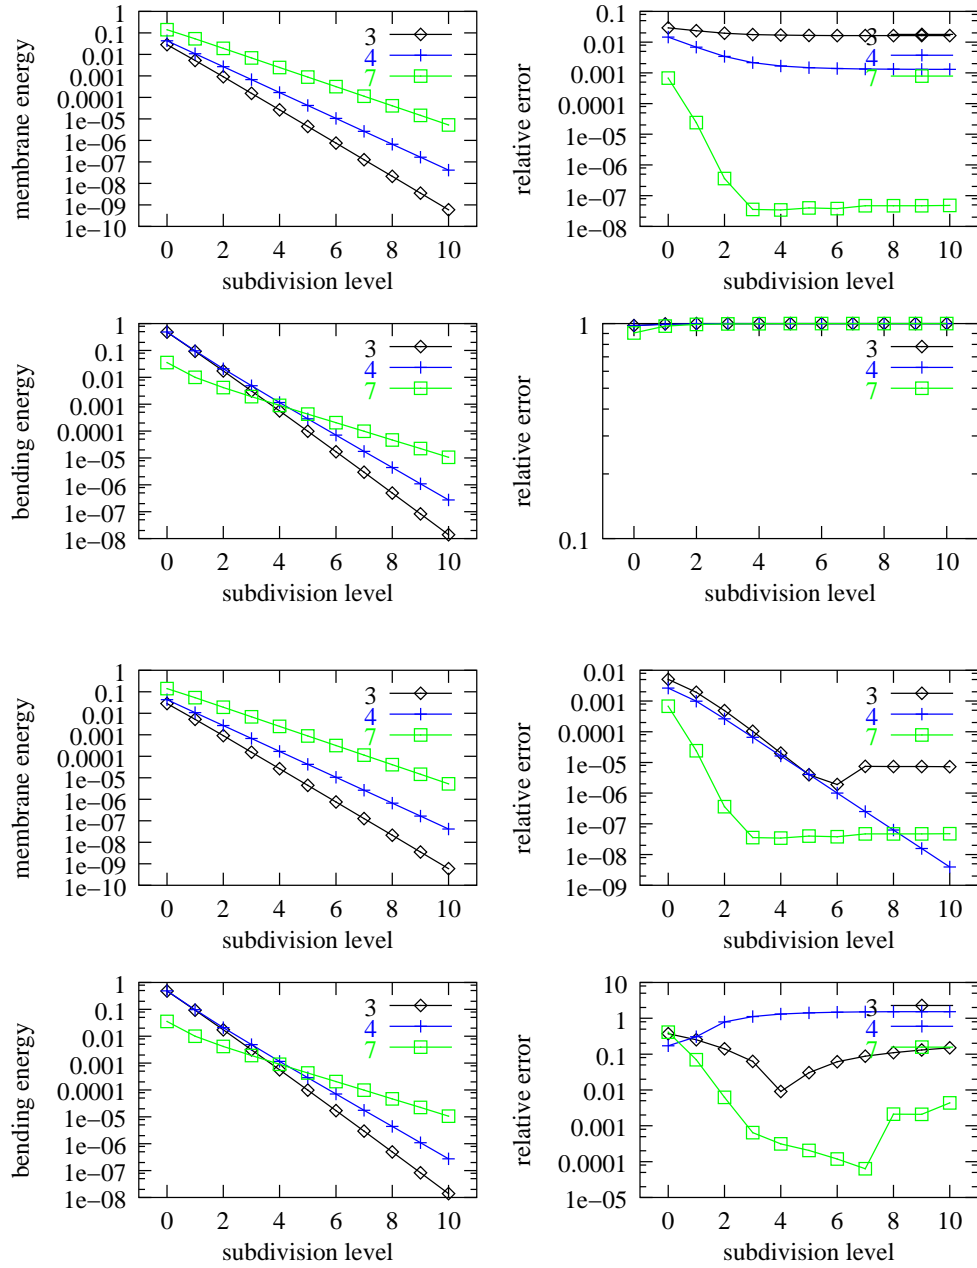 membrane energy
1
0.1
0.01
0.001
0.0001
1e−05
1e−06
1e−07
1e−08
1e−09
1e−10
0 2 4 6 8 10
subdivision level
3
4
7
relative error
0.1
0.01
0.001
0.0001
1e−05
1e−06
1e−07
1e−08
0 2 4 6 8 10
subdivision level
3
4
7
bending energy
1
0.1
0.01
0.001
0.0001
1e−05
1e−06
1e−07
1e−08
0 2 4 6 8 10
subdivision level
3
4
7
relative error
1
0.1
0 2 4 6 8 10
subdivision level
3
4
7
membrane energy
1
0.1
0.01
0.001
0.0001
1e−05
1e−06
1e−07
1e−08
1e−09
1e−10
0 2 4 6 8 10
subdivision level
3
4
7
relative error
0.01
0.001
0.0001
1e−05
1e−06
1e−07
1e−08
1e−09
0 2 4 6 8 10
subdivision level
3
4
7
bending energy
1
0.1
0.01
0.001
0.0001
1e−05
1e−06
1e−07
1e−08
0 2 4 6 8 10
subdivision level
3
4
7
relative error
10
1
0.1
0.01
0.001
0.0001
1e−05
0 2 4 6 8 10
subdivision level
3
4
7